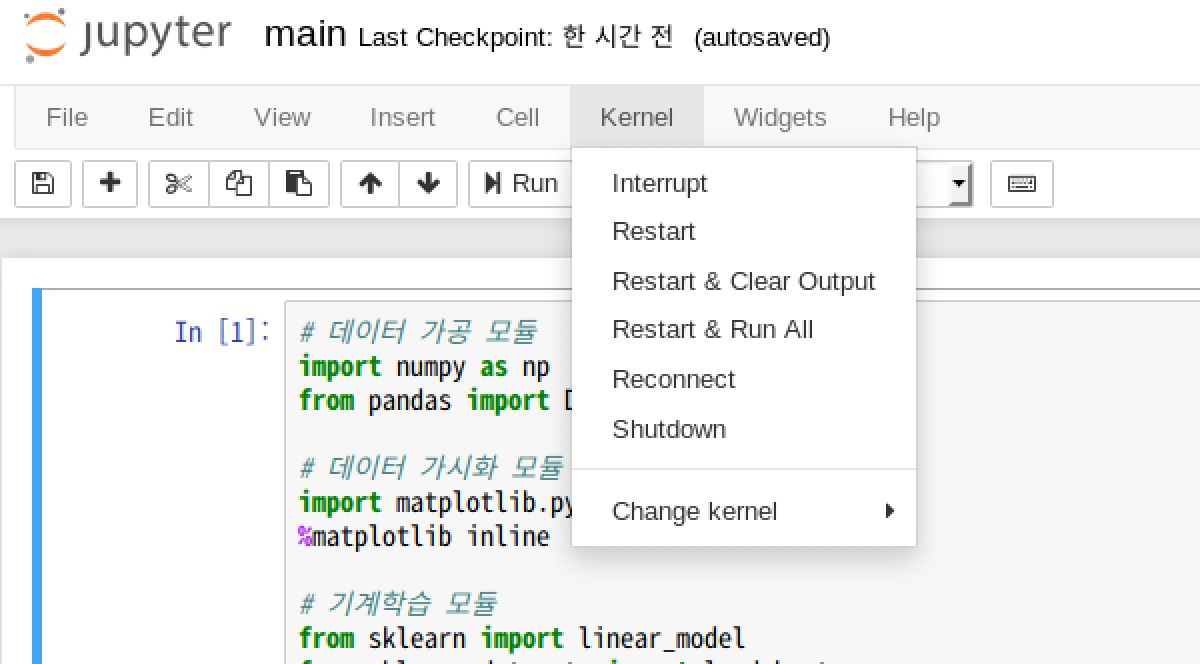 jupyter main Last Checkpoint: 한 시간 전 (autosaved)
File Edit View Insert Cell Kernel Widgets Help
Run
Interrupt
Restart
Restart & Clear Output
Restart & Run All
Reconnect
Shutdown
Change kernel
In [1]: # 데이터 가공 모듈
import numpy as np
from pandas import
# 데이터 가시화 모듈
import matplotlib.py
%matplotlib inline
# 기계학습 모듈
from sklearn import linear_model